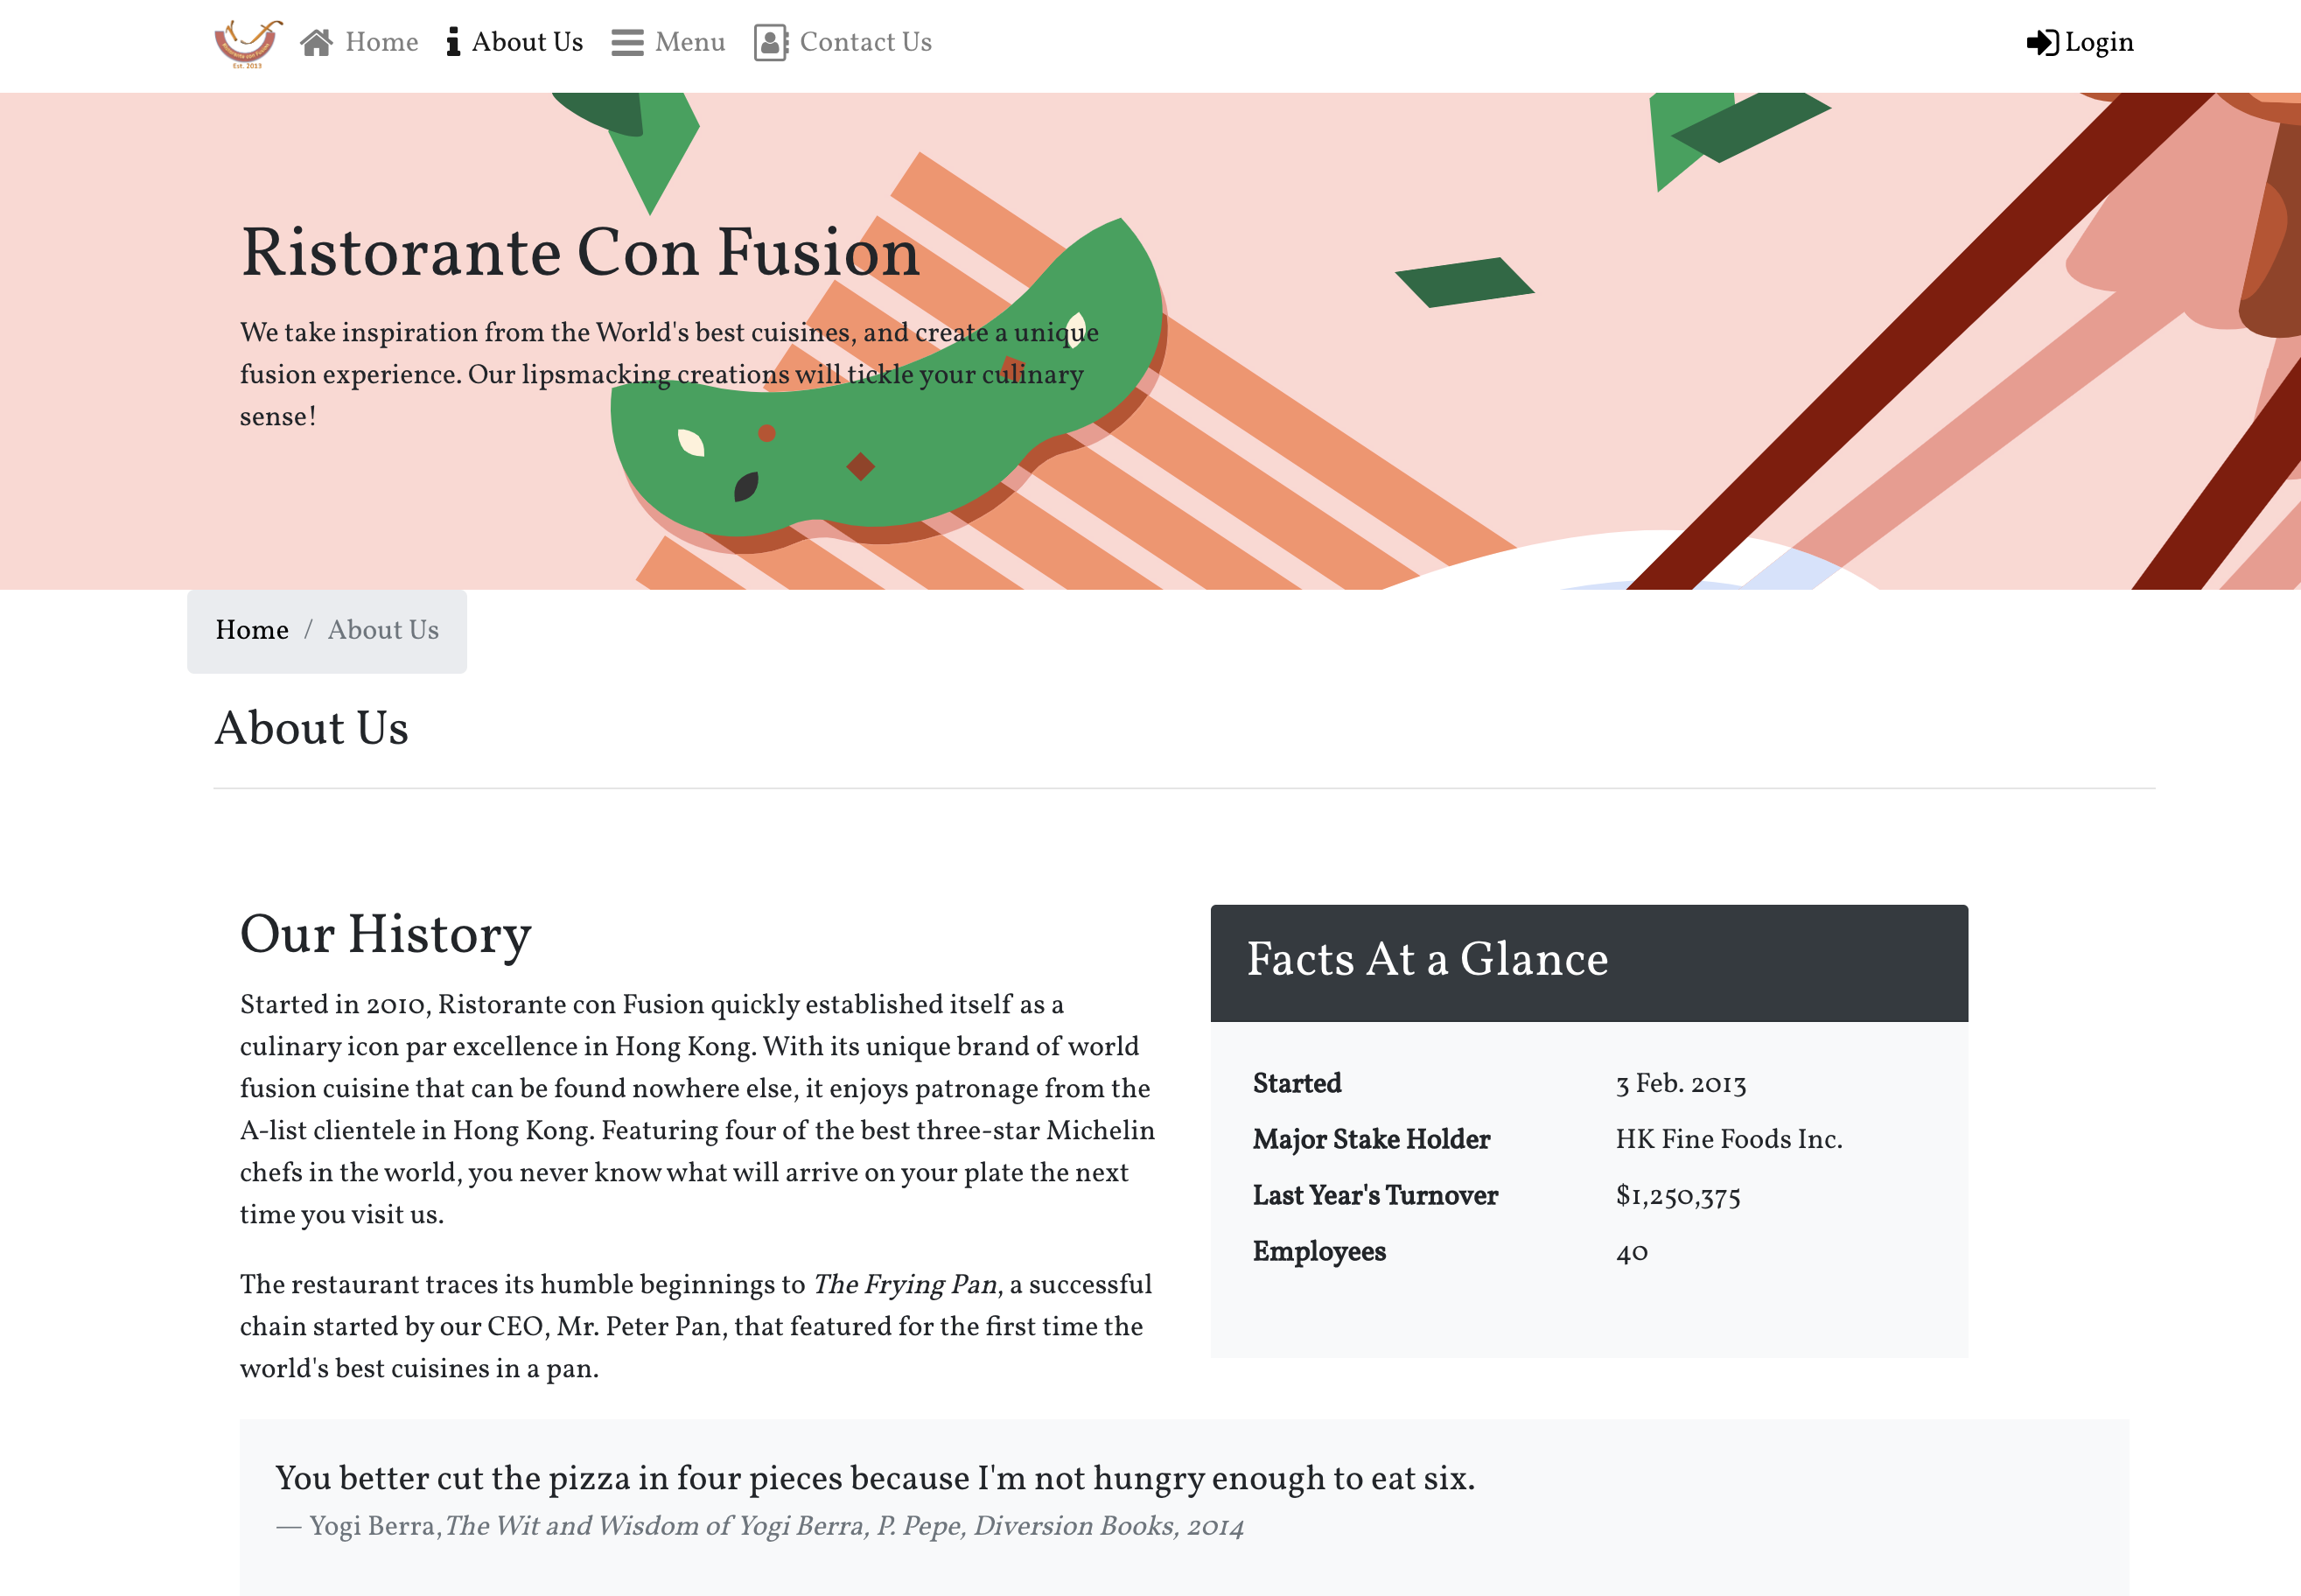 Est. 2013
Home
About Us
Menu
Contact Us
Login
Ristorante Con Fusion
We take inspiration from the World's best cuisines, and create a unique
fusion experience. Our lipsmacking creations will tickle your culinary
sense!
Home / About Us
About Us
Our History
Started in 2010, Ristorante con Fusion quickly established itself as a
culinary icon par excellence in Hong Kong. With its unique brand of world
fusion cuisine that can be found nowhere else, it enjoys patronage from the
A-list clientele in Hong Kong. Featuring four of the best three-star Michelin
chefs in the world, you never know what will arrive on your plate the next
time you visit us.
The restaurant traces its humble beginnings to The Frying Pan, a successful
chain started by our CEO, Mr. Peter Pan, that featured for the first time the
world's best cuisines in a pan.
Facts At a Glance
Started 3 Feb. 2013
Major Stake Holder HK Fine Foods Inc.
Last Year's Turnover $1,250,375
Employees 40
You better cut the pizza in four pieces because I'm not hungry enough to eat six.
— Yogi Berra,The Wit and Wisdom of Yogi Berra, P. Pepe, Diversion Books, 2014